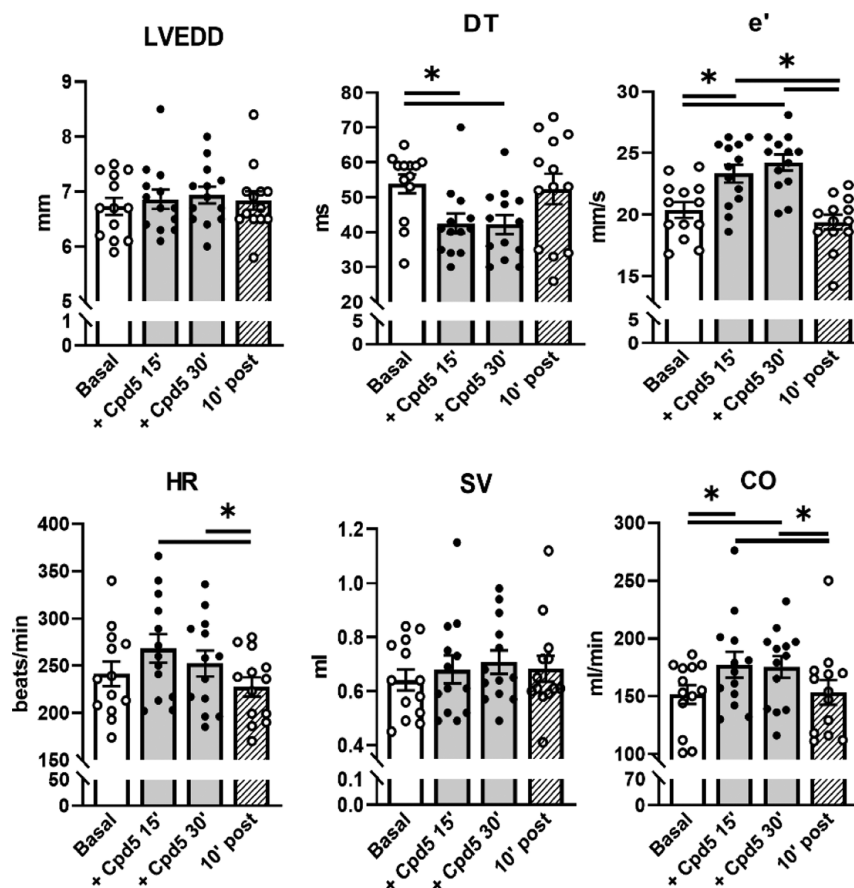 LVEDD
mm
9
8
7
6
5
1
0
Basal
+ Cpd5 15'
+ Cpd5 30'
10' post
DT
ms
80
70
60
50
40
30
20
5
0
*
Basal
+ Cpd5 15'
+ Cpd5 30'
10' post
e'
mm/s
30
25
20
15
5
0
*
*
Basal
+ Cpd5 15'
+ Cpd5 30'
10' post
HR
beats/min
400
350
300
250
200
150
50
0
*
Basal
+ Cpd5 15'
+ Cpd5 30'
10' post
SV
ml
1.2
1.0
0.8
0.6
0.4
0.1
0.0
Basal
+ Cpd5 15'
+ Cpd5 30'
10' post
CO
ml/min
300
250
200
150
100
70
0
*
*
Basal
+ Cpd5 15'
+ Cpd5 30'
10' post